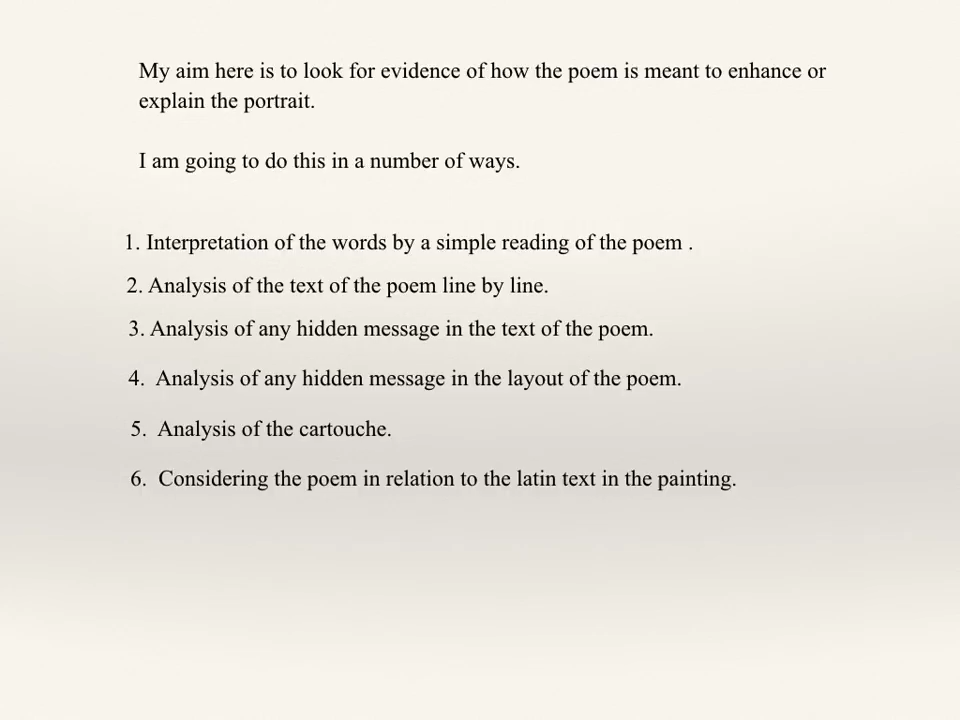 My aim here is to look for evidence of how the poem is meant to enhance or
explain the portrait.
I am going to do this in a number of ways.
1. Interpretation of the words by a simple reading of the poem .
2. Analysis of the text of the poem line by line.
3. Analysis of any hidden message in the text of the poem.
4. Analysis of any hidden message in the layout of the poem.
5. Analysis of the cartouche.
6. Considering the poem in relation to the latin text in the painting.